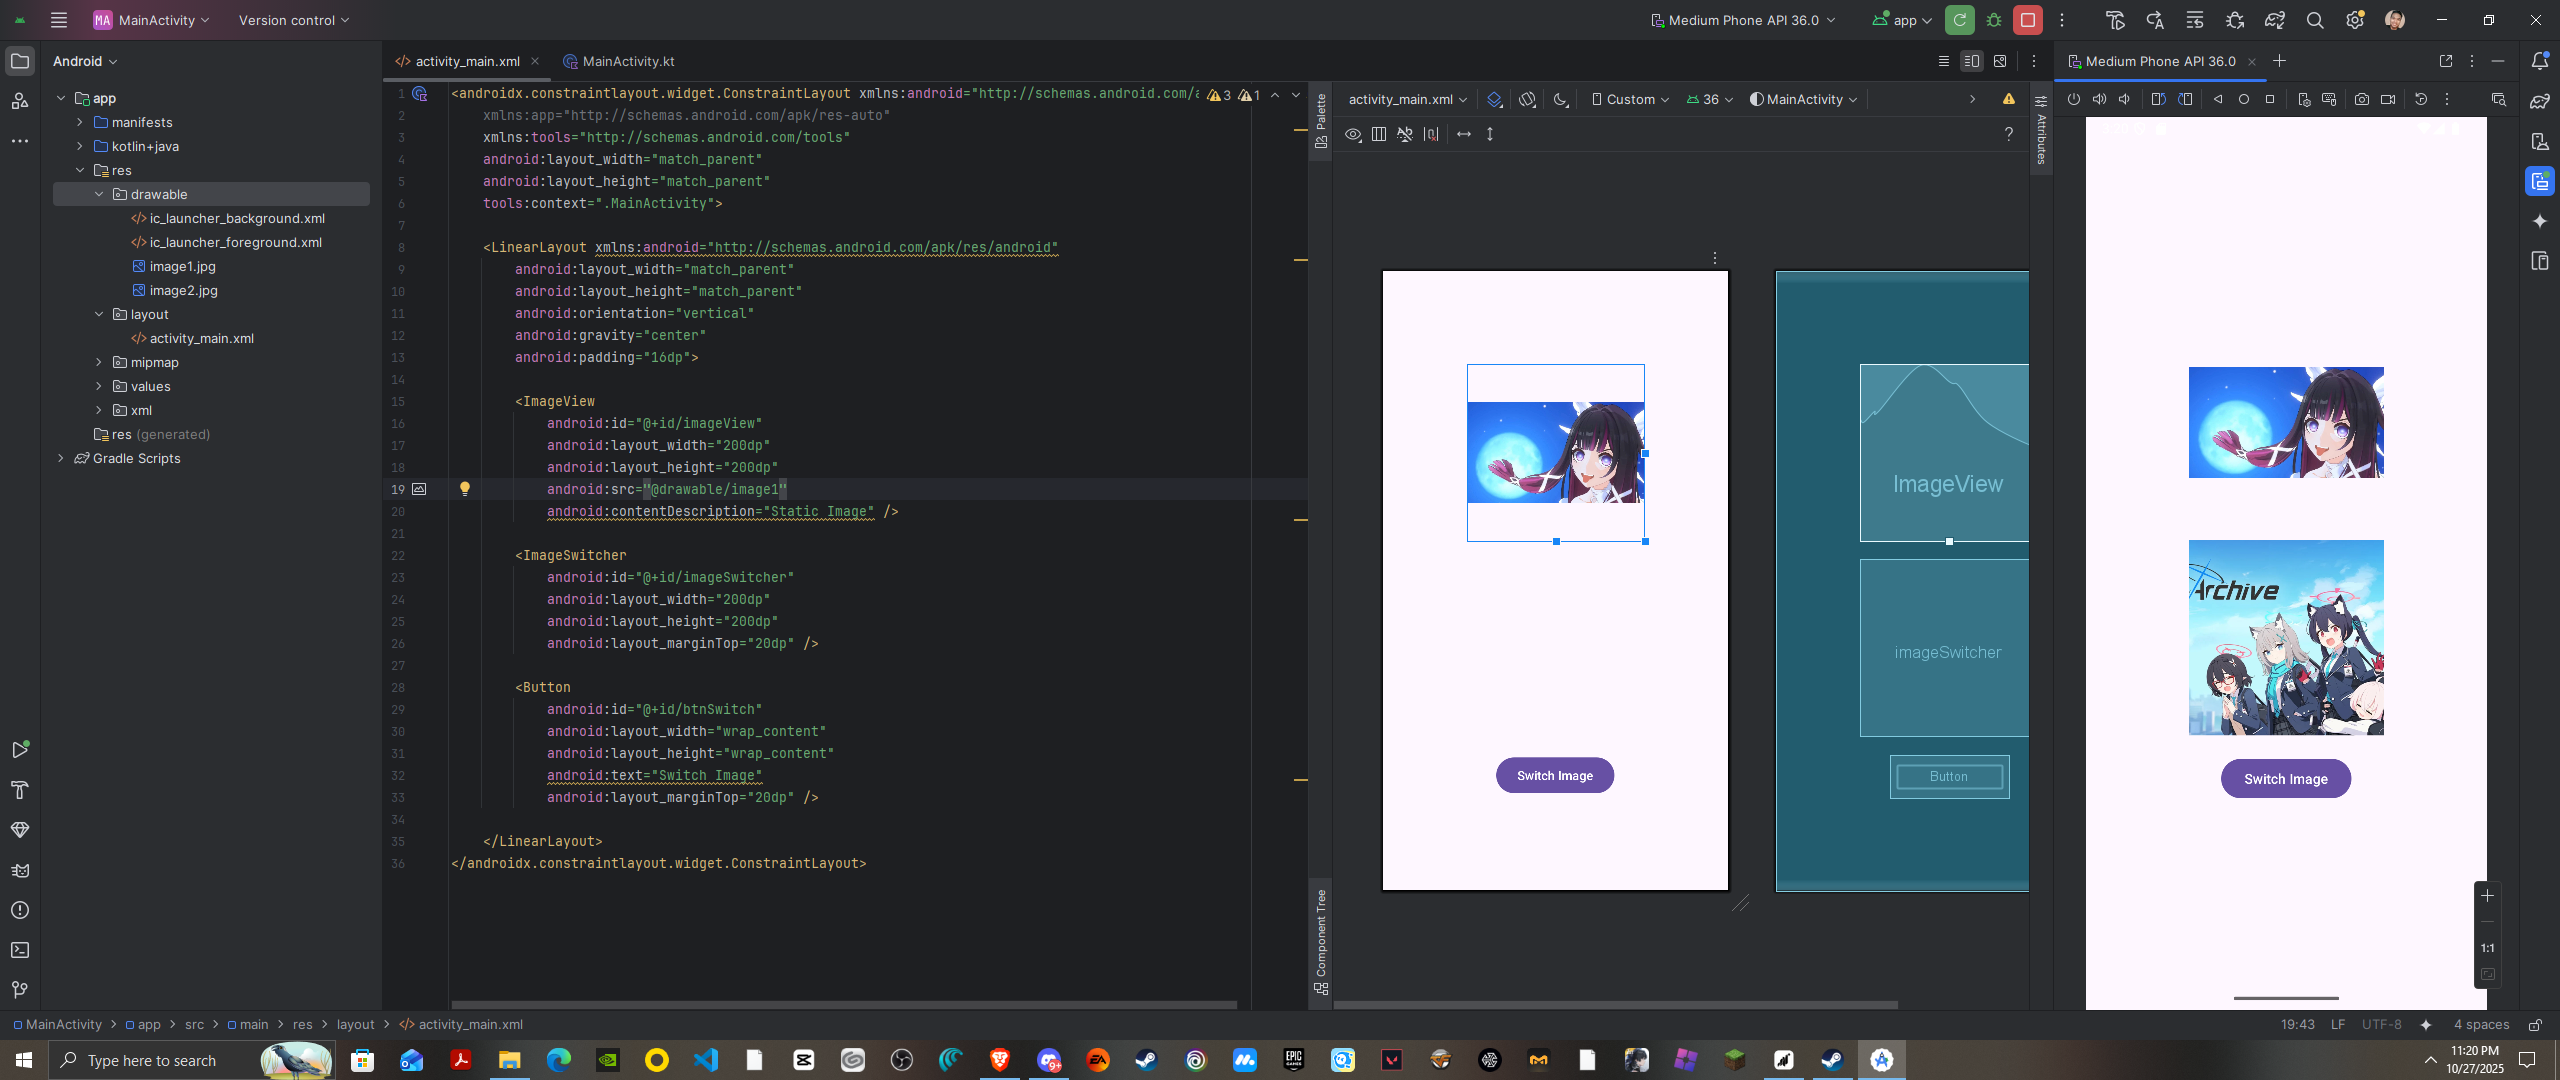 MA MainActivity Version control Medium Phone API 36.0 app
Android
activity_main.xml MainActivity.kt
Medium Phone API 36.0
app
manifests
kotlin+java
res
drawable
ic_launcher_background.xml
ic_launcher_foreground.xml
image1.jpg
image2.jpg
layout
activity_main.xml
mipmap
values
xml
res (generated)
Gradle Scripts
1 <androidx.constraintlayout.widget.ConstraintLayout xmlns:android="http://schemas.android.com/a 3 1
2 xmlns:app="http://schemas.android.com/apk/res-auto"
3 xmlns:tools="http://schemas.android.com/tools"
4 android:layout_width="match_parent"
5 android:layout_height="match_parent"
6 tools:context=".MainActivity">
7
8 <LinearLayout xmlns:android="http://schemas.android.com/apk/res/android"
9 android:layout_width="match_parent"
10 android:layout_height="match_parent"
11 android:orientation="vertical"
12 android:gravity="center"
13 android:padding="16dp">
14
15 <ImageView
16 android:id="@+id/imageView"
17 android:layout_width="200dp"
18 android:layout_height="200dp"
19 android:src="@drawable/image1"
20 android:contentDescription="Static Image" />
21
22 <ImageSwitcher
23 android:id="@+id/imageSwitcher"
24 android:layout_width="200dp"
25 android:layout_height="200dp"
26 android:layout_marginTop="20dp" />
27
28 <Button
29 android:id="@+id/btnSwitch"
30 android:layout_width="wrap_content"
31 android:layout_height="wrap_content"
32 android:text="Switch Image"
33 android:layout_marginTop="20dp" />
34
35 </LinearLayout>
36 </androidx.constraintlayout.widget.ConstraintLayout>
Palette
Component Tree
activity_main.xml Custom 36 MainActivity
?
Attributes
Switch Image
ImageView
imageSwitcher
Button
Archive
Switch Image
1:1
MainActivity > app > src > main > res > layout > activity_main.xml
19:43 LF UTF-8 4 spaces
Type here to search
EA
EPIC GAMES
9+
11:20 PM
10/27/2025